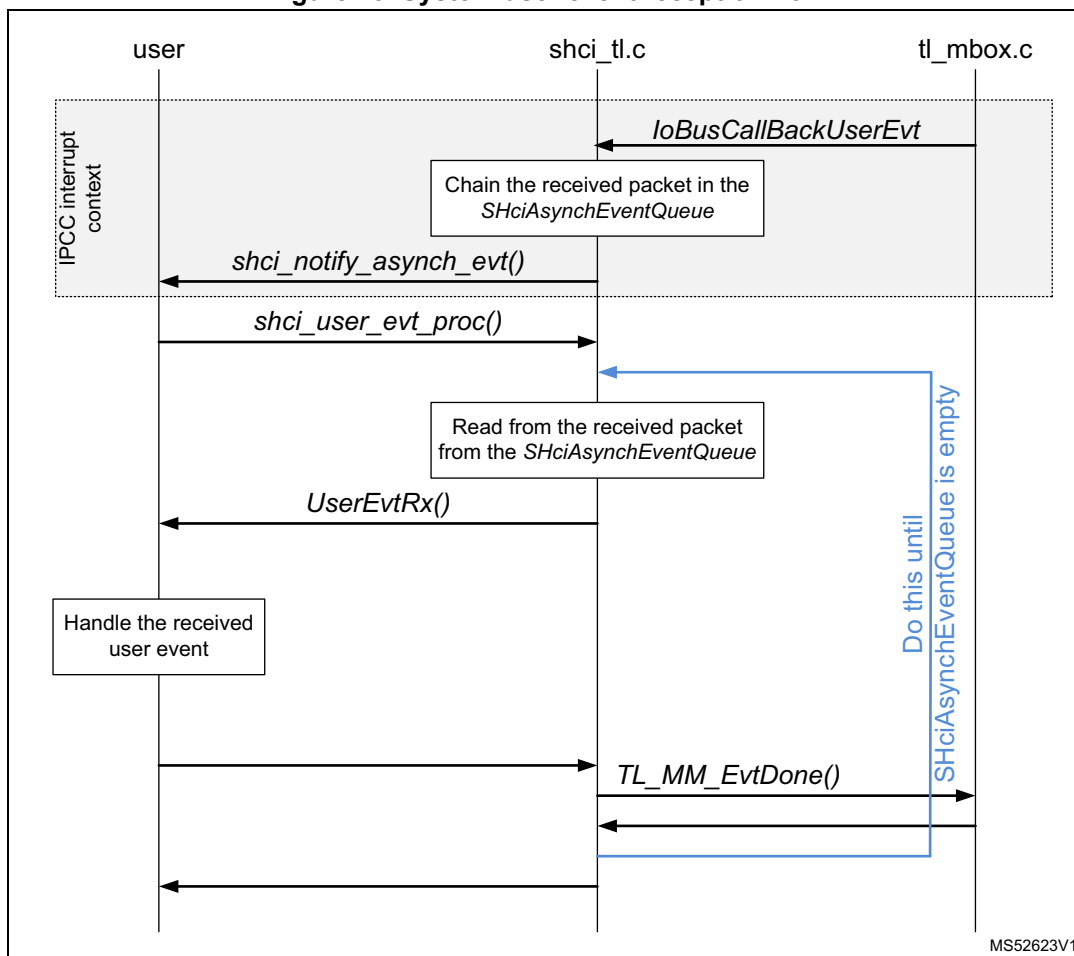 user shci_tl.c tl_mbox.c
IPCC interrupt
context
IoBusCallBackUserEvt
Chain the received packet in the
SHciAsynchEventQueue
shci_notify_asynch_evt()
shci_user_evt_proc()
Read from the received packet
from the SHciAsynchEventQueue
UserEvtRx()
Do this until
SHciAsynchEventQueue is empty
Handle the received
user event
TL_MM_EvtDone()
MS52623V1